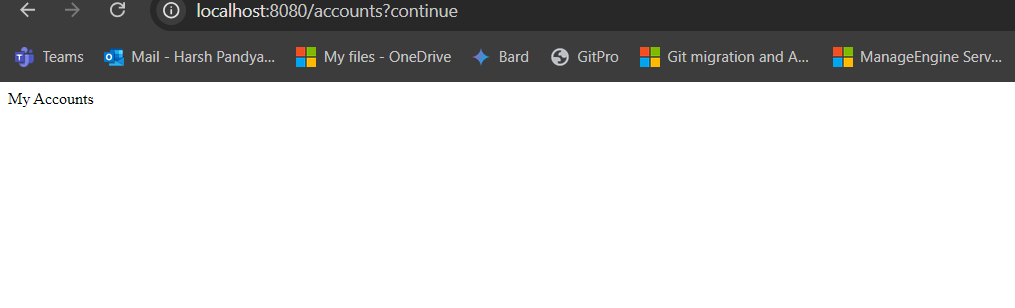 localhost:8080/accounts?continue
Teams Mail - Harsh Pandya... My files - OneDrive Bard GitPro Git migration and A... ManageEngine Serv...
My Accounts